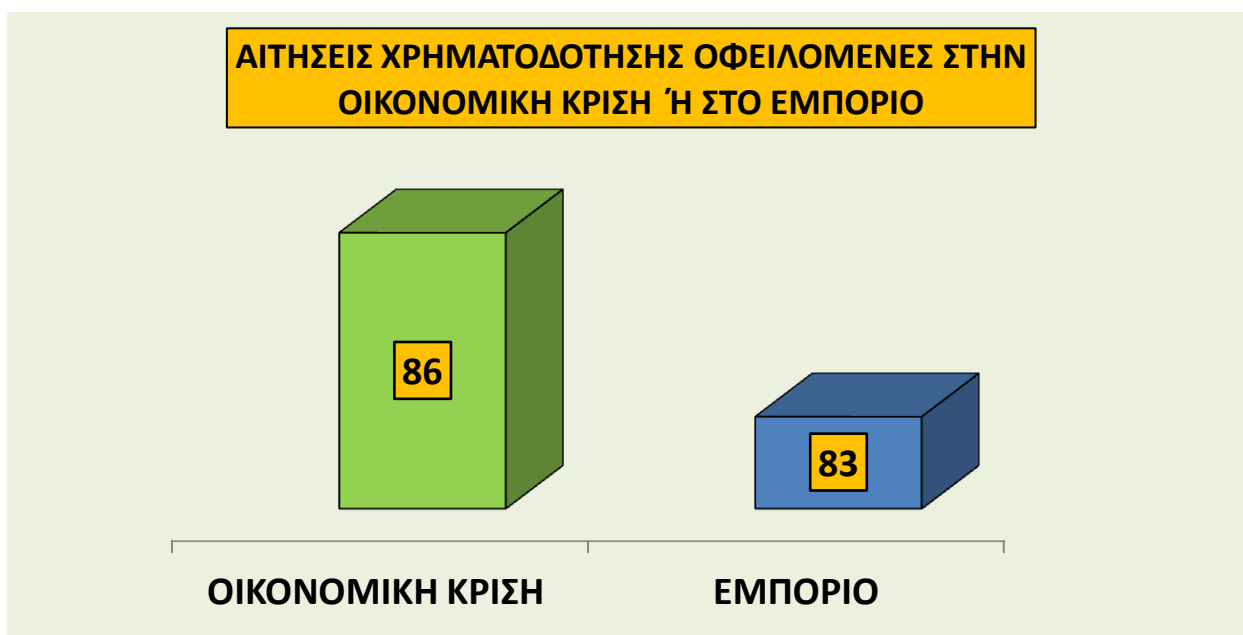 ΑΙΤΗΣΕΙΣ ΧΡΗΜΑΤΟΔΟΤΗΣΗΣ ΟΦΕΙΛΟΜΕΝΕΣ ΣΤΗΝ
ΟΙΚΟΝΟΜΙΚΗ ΚΡΙΣΗ Ή ΣΤΟ ΕΜΠΟΡΙΟ
86
83
ΟΙΚΟΝΟΜΙΚΗ ΚΡΙΣΗ
ΕΜΠΟΡΙΟ